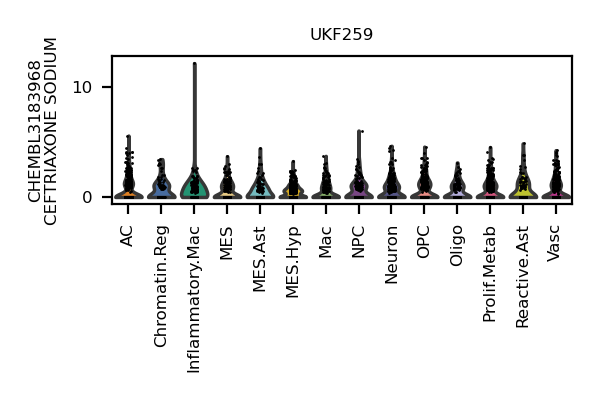 UKF259
CHEMBL3183968
CEFTRIAXONE SODIUM
10
0
AC
Chromatin.Reg
Inflammatory.Mac
MES
MES.Ast
MES.Hyp
Mac
NPC
Neuron
OPC
Oligo
Prolif.Metab
Reactive.Ast
Vasc